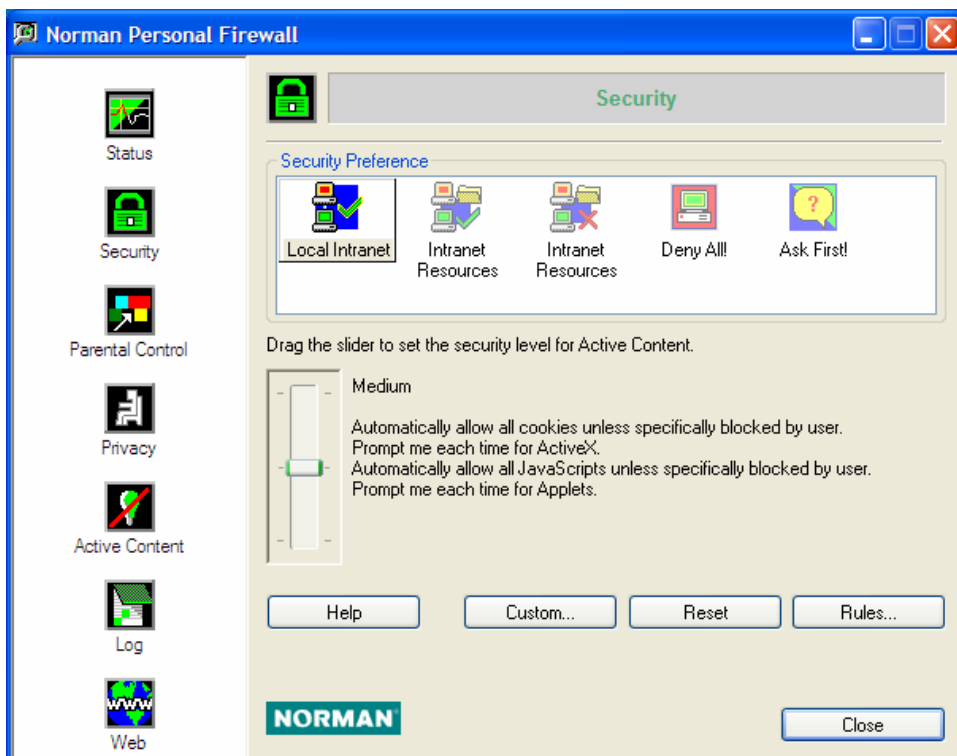 Norman Personal Firewall
Status
Security
Parental Control
Privacy
Active Content
Log
Web
Security
Security Preference
Local Intranet
Intranet
Resources
Intranet
Resources
Deny All!
Ask First!
Drag the slider to set the security level for Active Content.
Medium
Automatically allow all cookies unless specifically blocked by user.
Prompt me each time for ActiveX.
Automatically allow all JavaScripts unless specifically blocked by user.
Prompt me each time for Applets.
Help
Custom...
Reset
Rules...
NORMAN
Close